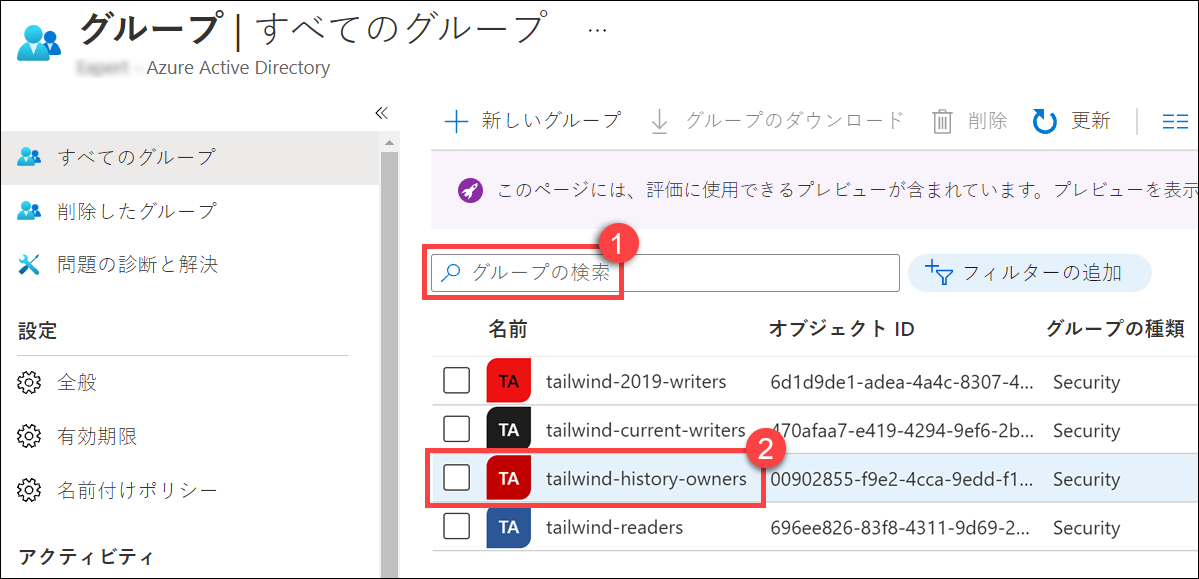 グループ | すべてのグループ ...
Azure Active Directory
«
すべてのグループ
削除したグループ
問題の診断と解決
設定
全般
有効期限
名前付けポリシー
アクティビティ
新しいグループ グループのダウンロード 削除 更新
このページには、評価に使用できるプレビューが含まれています。プレビューを表示
1
グループの検索 フィルターの追加
名前 オブジェクト ID グループの種類
TA tailwind-2019-writers 6d1d9de1-adea-4a4c-8307-4... Security
TA tailwind-current-writers 470afaa7-e419-4294-9ef6-2b... Security
2
TA tailwind-history-owners 00902855-f9e2-4cca-9edd-f1... Security
TA tailwind-readers 696ee826-83f8-4311-9d69-2... Security